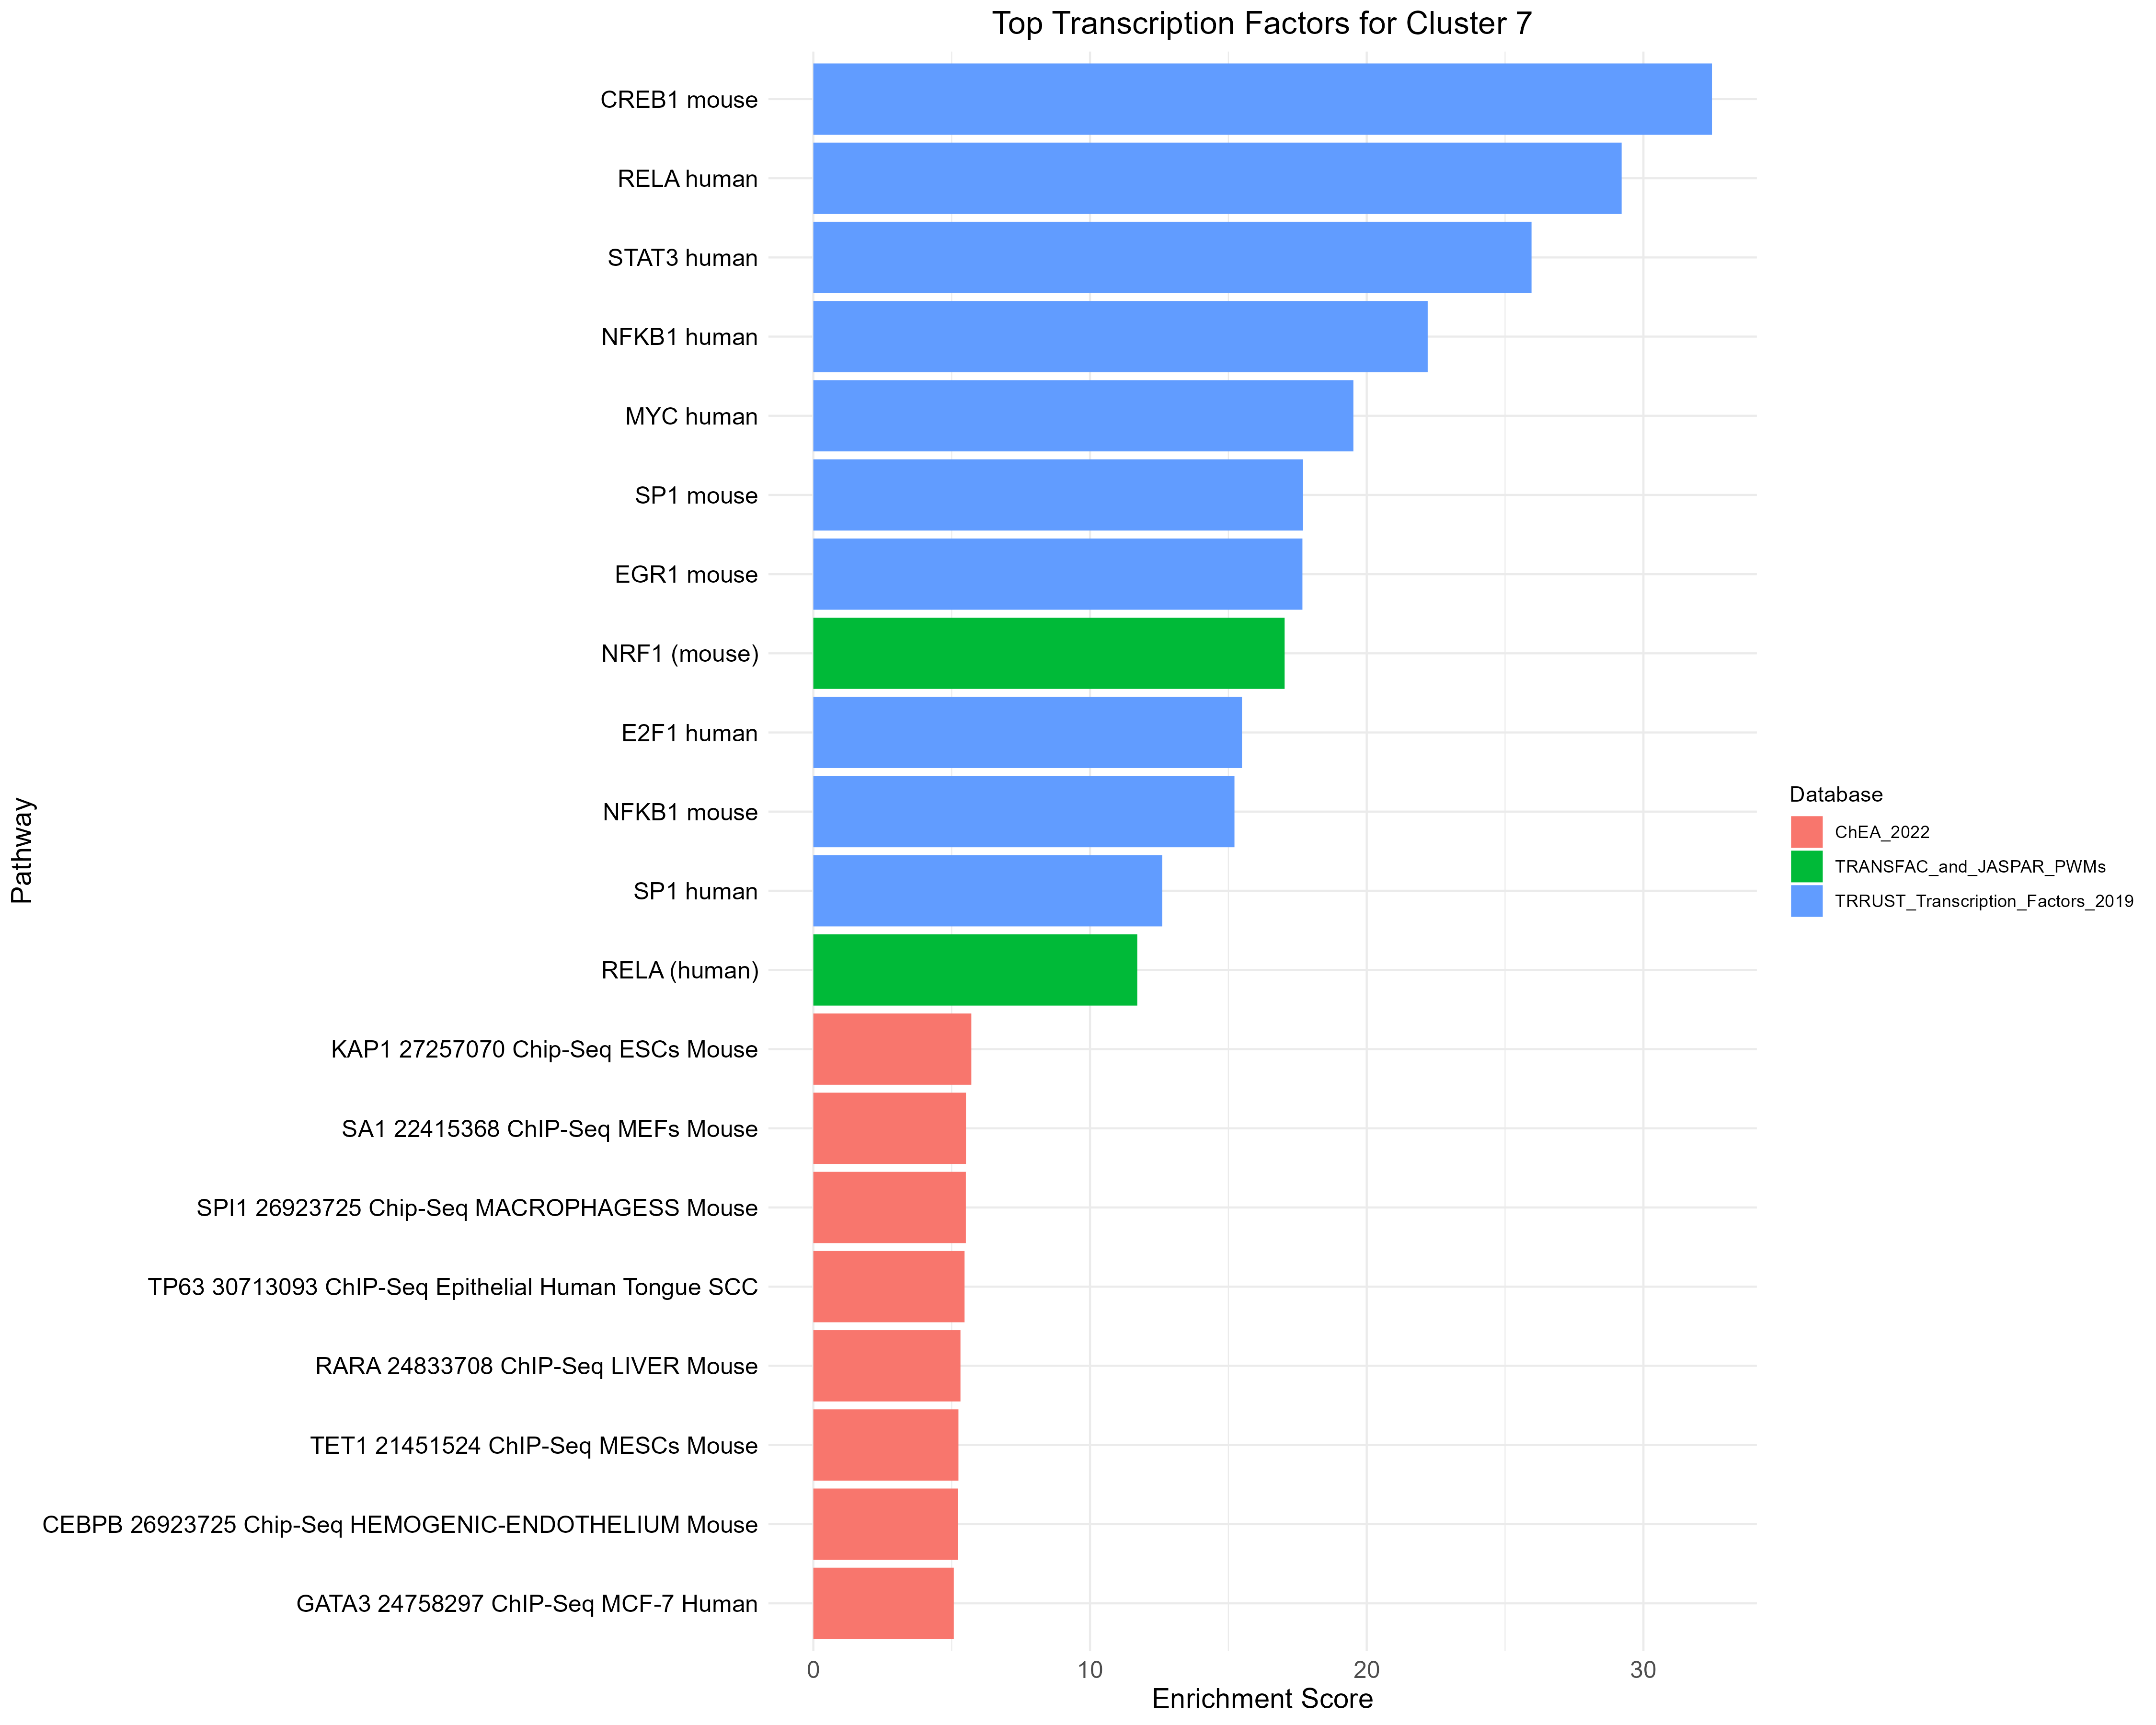 Top Transcription Factors for Cluster 7
CREB1 mouse
RELA human
STAT3 human
NFKB1 human
MYC human
SP1 mouse
EGR1 mouse
NRF1 (mouse)
E2F1 human
NFKB1 mouse
SP1 human
RELA (human)
KAP1 27257070 Chip-Seq ESCs Mouse
SA1 22415368 ChIP-Seq MEFs Mouse
SPI1 26923725 Chip-Seq MACROPHAGESS Mouse
TP63 30713093 ChIP-Seq Epithelial Human Tongue SCC
RARA 24833708 ChIP-Seq LIVER Mouse
TET1 21451524 ChIP-Seq MESCs Mouse
CEBPB 26923725 Chip-Seq HEMOGENIC-ENDOTHELIUM Mouse
GATA3 24758297 ChIP-Seq MCF-7 Human
Pathway
0 10 20 30
Enrichment Score
Database
ChEA_2022
TRANSFAC_and_JASPAR_PWMs
TRRUST_Transcription_Factors_2019